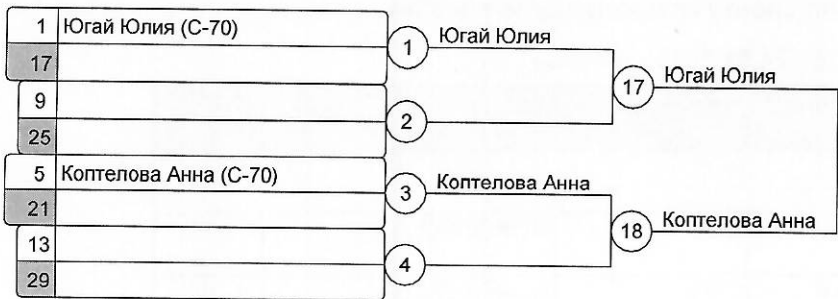 1 Югай Юлия (С-70)
17
9
25
5 Коптелова Анна (С-70)
21
13
29
1 Югай Юлия
2
3 Коптелова Анна
4
17 Югай Юлия
18 Коптелова Анна